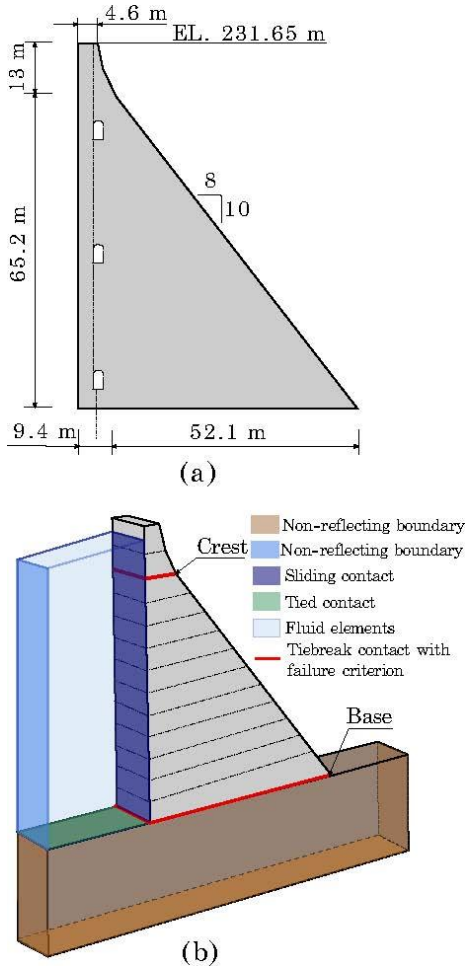 4.6 m
EL. 231.65 m
13 m
8
10
65.2 m
9.4 m
52.1 m
(a)
Non-reflecting boundary
Non-reflecting boundary
Crest
Sliding contact
Tied contact
Fluid elements
Tiebreak contact with
failure criterion
Base
(b)